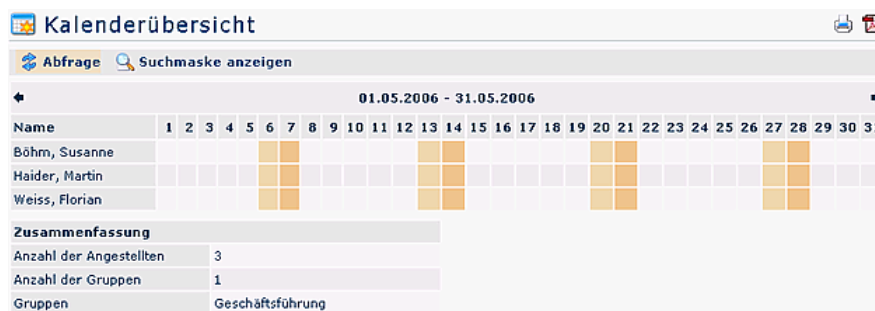 Kalenderübersicht
Abfrage Suchmaske anzeigen
01.05.2006 - 31.05.2006
Name 1 2 3 4 5 6 7 8 9 10 11 12 13 14 15 16 17 18 19 20 21 22 23 24 25 26 27 28 29 30
Böhm, Susanne
Haider, Martin
Weiss, Florian
Zusammenfassung
Anzahl der Angestellten 3
Anzahl der Gruppen 1
Gruppen Geschäftsführung